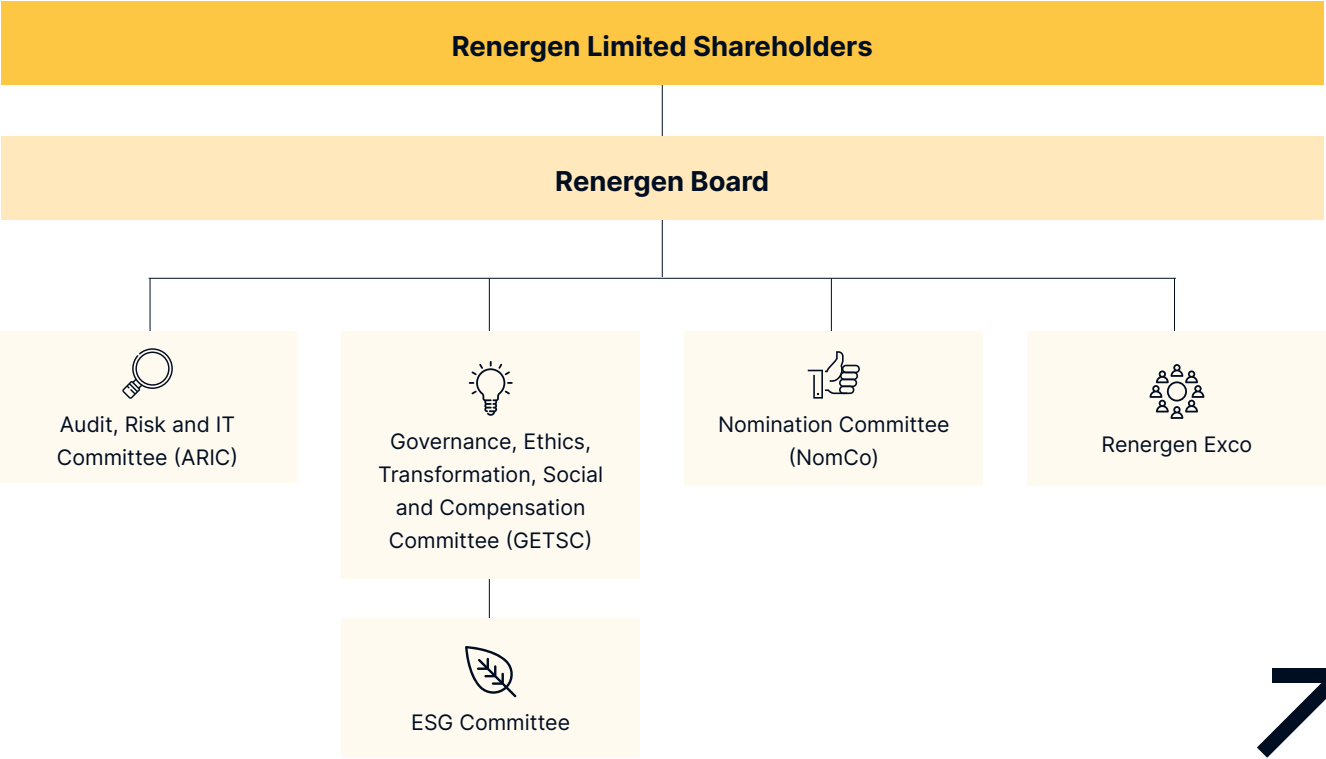 Renergen Limited Shareholders
Renergen Board
Audit, Risk and IT
Committee (ARIC)
Governance, Ethics,
Transformation, Social
and Compensation
Committee (GETSC)
Nomination Committee
(NomCo)
Renergen Exco
ESG Committee